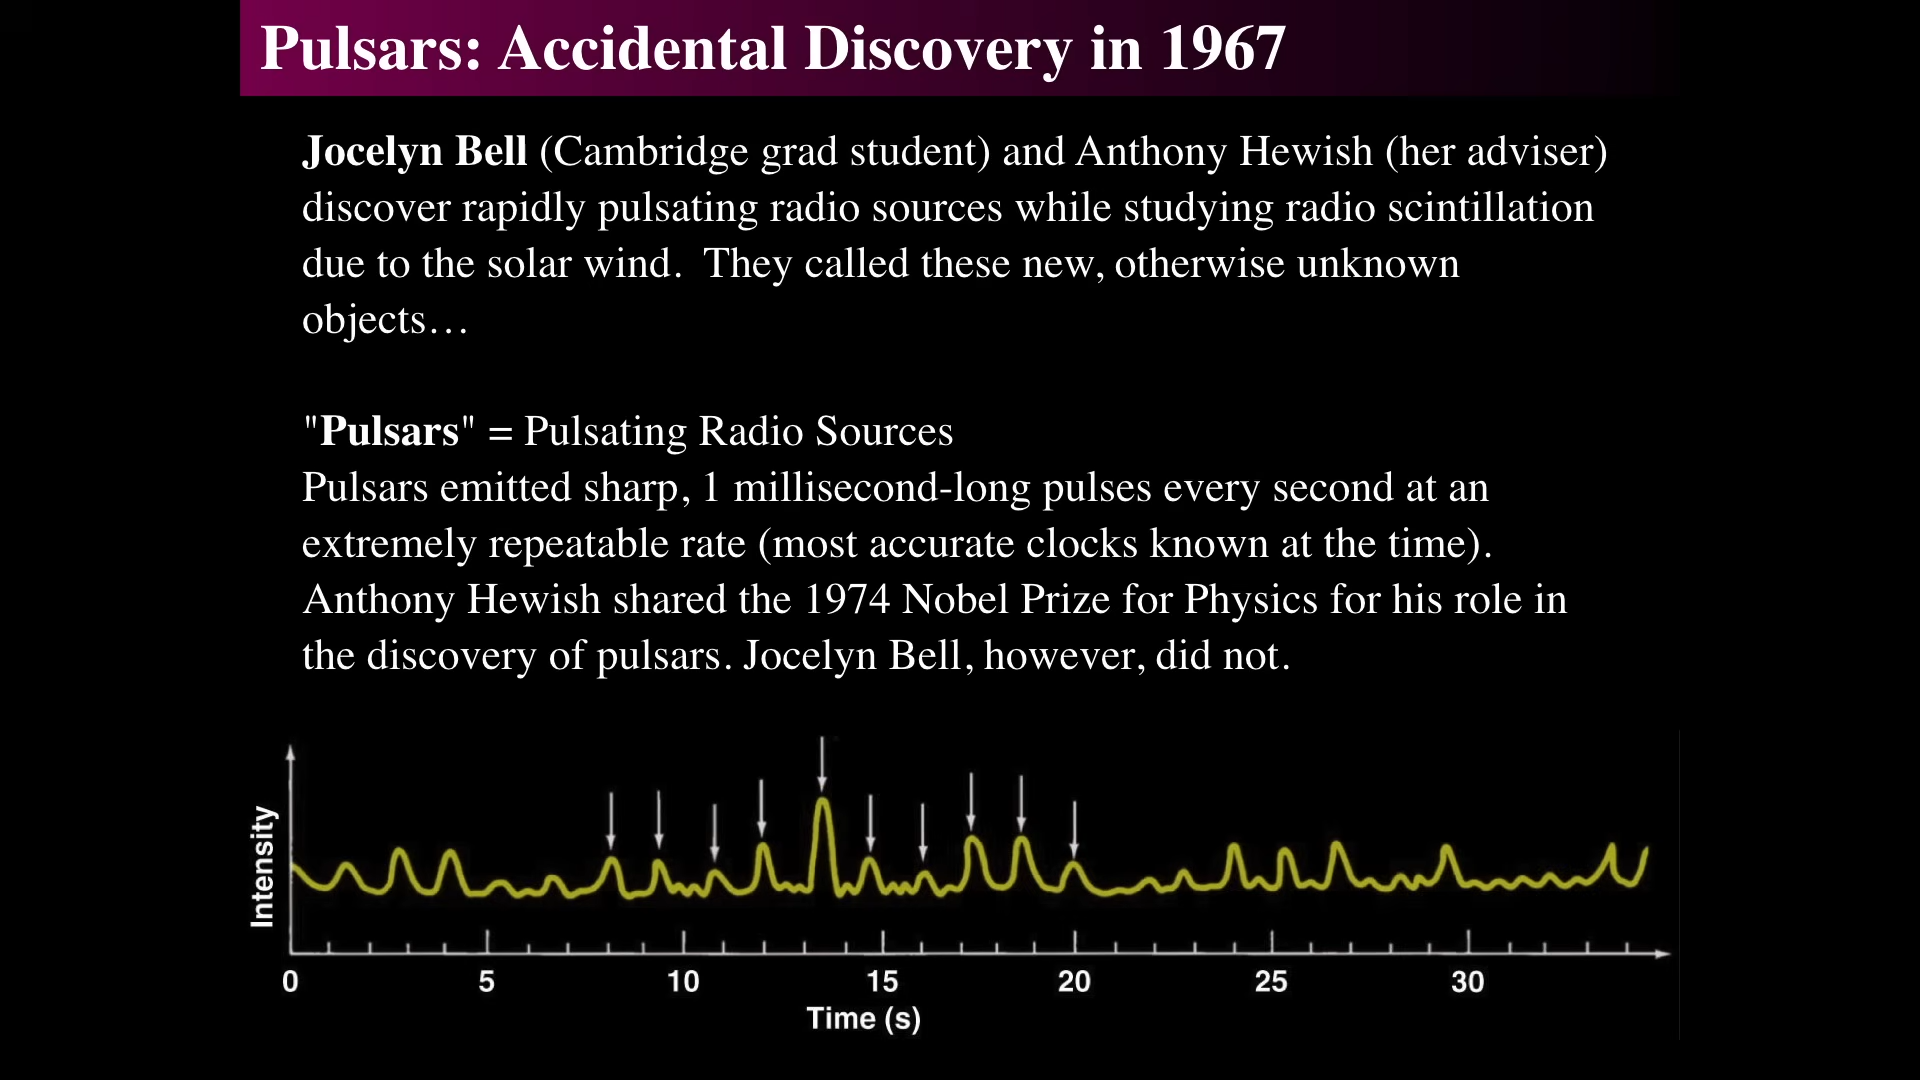 Pulsars: Accidental Discovery in 1967
Jocelyn Bell (Cambridge grad student) and Anthony Hewish (her adviser)
discover rapidly pulsating radio sources while studying radio scintillation
due to the solar wind.  They called these new, otherwise unknown
objects…
"Pulsars" = Pulsating Radio Sources
Pulsars emitted sharp, 1 millisecond-long pulses every second at an
extremely repeatable rate (most accurate clocks known at the time).
Anthony Hewish shared the 1974 Nobel Prize for Physics for his role in
the discovery of pulsars. Jocelyn Bell, however, did not.
Intensity
0 5 10 15 20 25 30
Time (s)